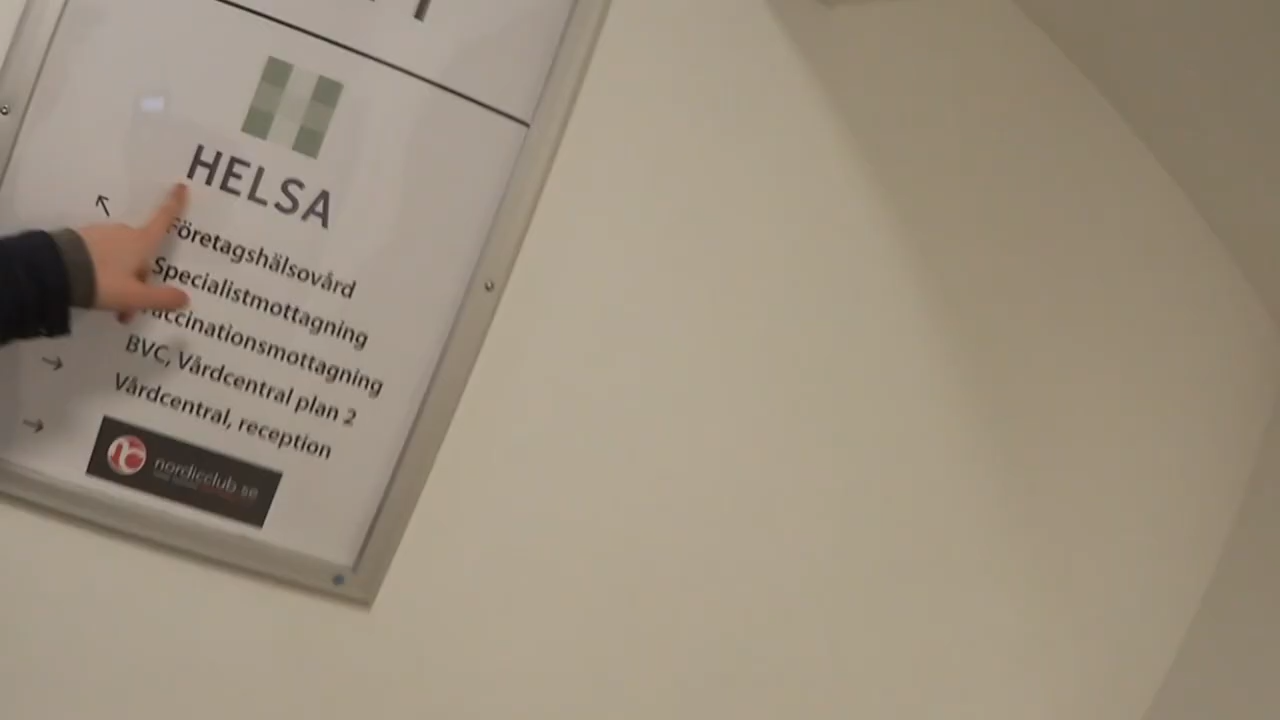 HELSA
Företagshälsovård
Specialistmottagning
Vaccinationsmottagning
BVC, Vårdcentral plan 2
Vårdcentral, reception
nordicclub.se